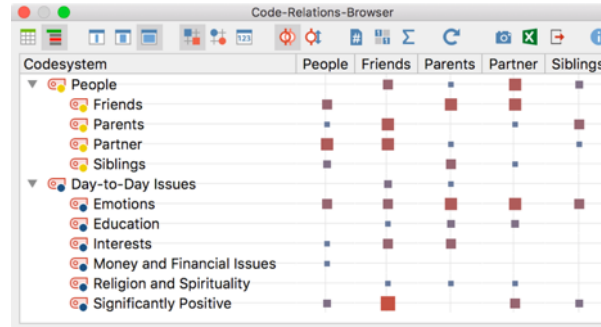 Code-Relations-Browser
Codesystem People Friends Parents Partner Siblings
People
Friends
Parents
Partner
Siblings
Day-to-Day Issues
Emotions
Education
Interests
Money and Financial Issues
Religion and Spirituality
Significantly Positive